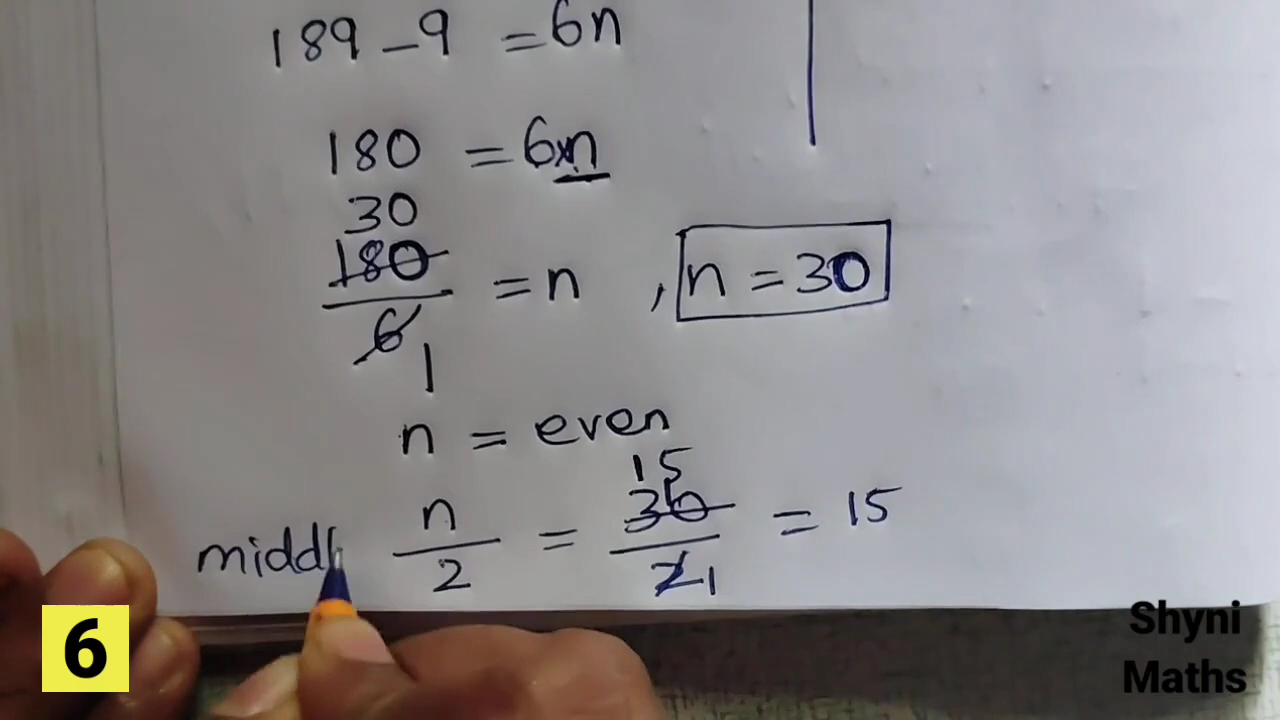 189 - 9 = 6n
180 = 6×n
30
180
6 = n , n = 30
1
n = even
15
middl n/2 = 30/2 = 15
1
6
Shyni
Maths